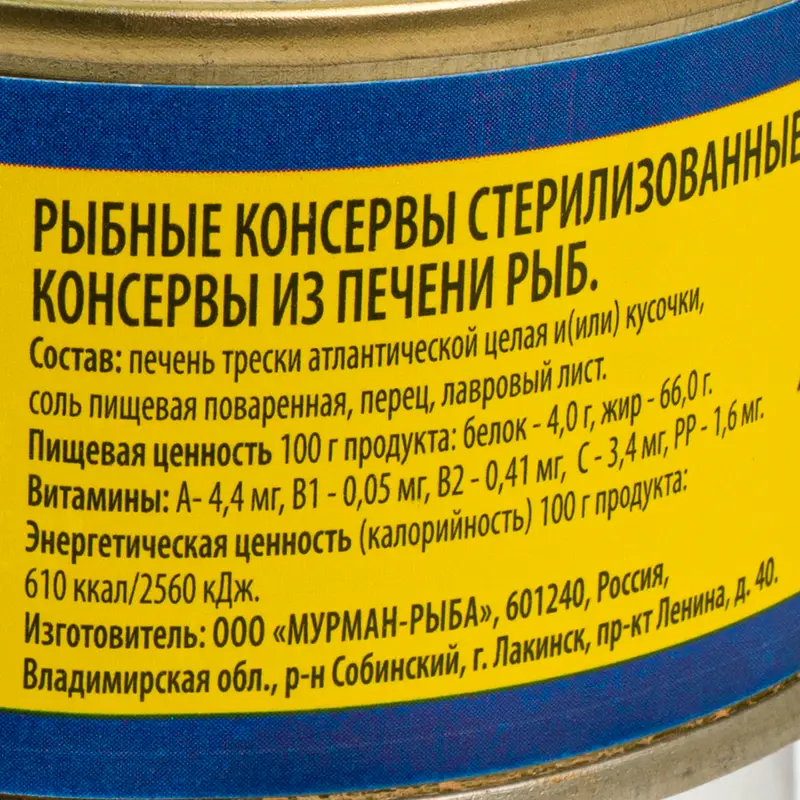 РЫБНЫЕ КОНСЕРВЫ СТЕРИЛИЗОВАННЫЕ
КОНСЕРВЫ ИЗ ПЕЧЕНИ РЫБ.
Состав: печень трески атлантической целая и(или) кусочки,
соль пищевая поваренная, перец, лавровый лист.
Пищевая ценность 100 г продукта: белок - 4,0 г, жир - 66,0 г.
Витамины: А- 4,4 мг, В1 - 0,05 мг, В2 - 0,41 мг, С - 3,4 мг, РР - 1,6 мг.
Энергетическая ценность (калорийность) 100 г продукта:
610 ккал/2560 кДж.
Изготовитель: ООО «МУРМАН-РЫБА», 601240, Россия,
Владимирская обл., р-н Собинский, г. Лакинск, пр-кт Ленина, д. 40.